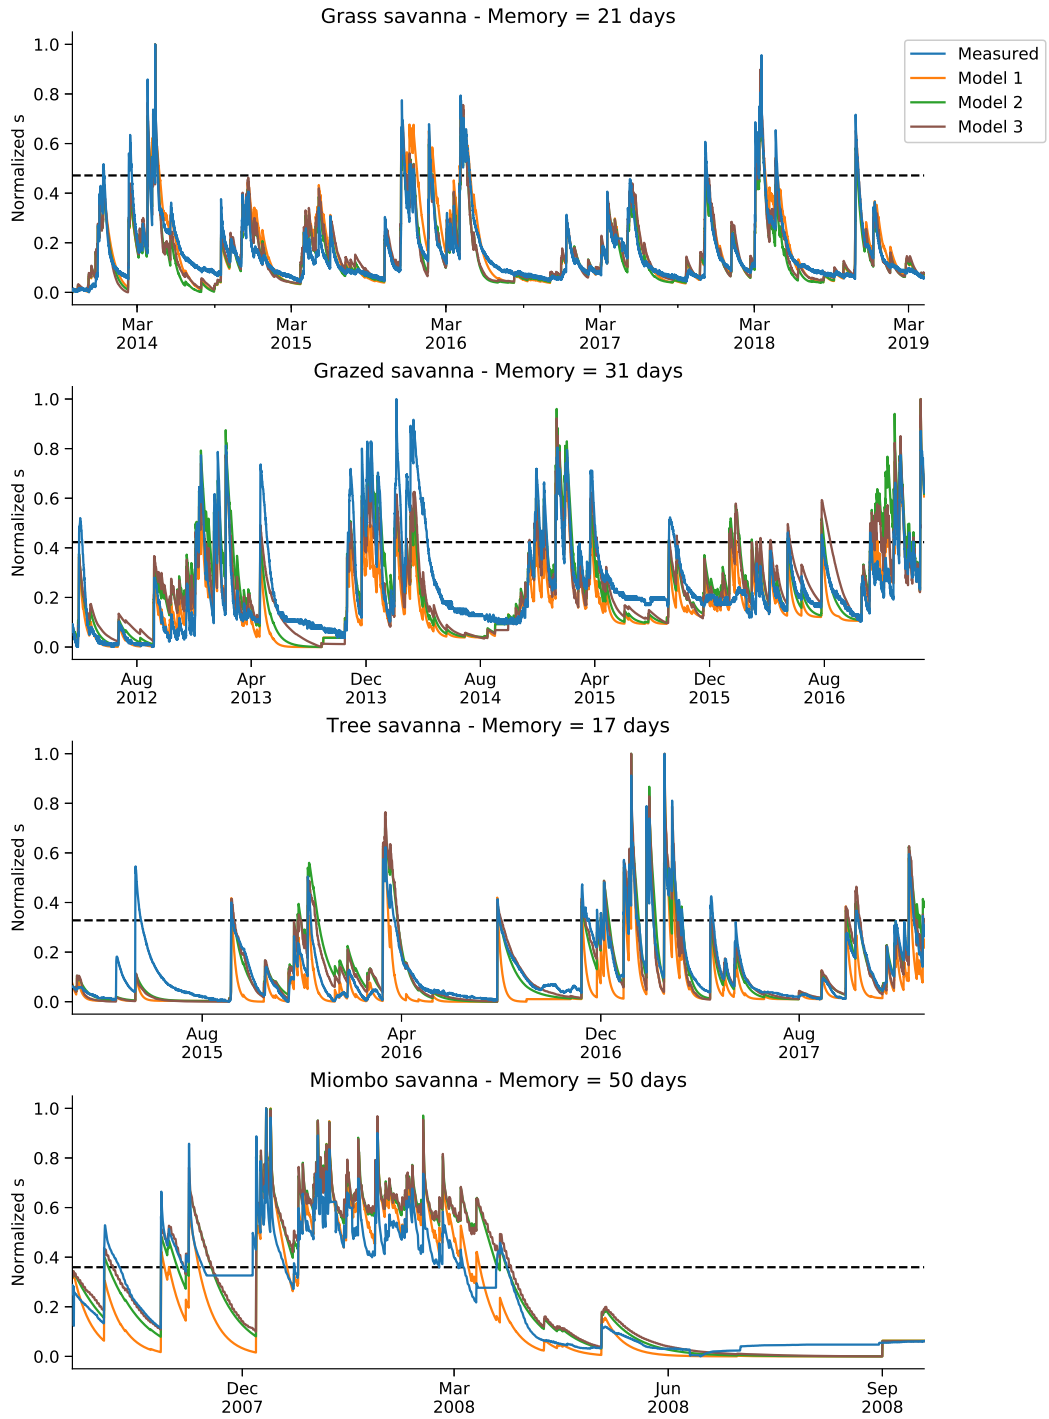 Grass savanna - Memory = 21 days
Normalized s
1.0
0.8
0.6
0.4
0.2
0.0
Measured
Model 1
Model 2
Model 3
Mar Mar Mar Mar Mar Mar
2014 2015 2016 2017 2018 2019
Grazed savanna - Memory = 31 days
Normalized s
1.0
0.8
0.6
0.4
0.2
0.0
Aug Apr Dec Aug Apr Dec Aug
2012 2013 2013 2014 2015 2015 2016
Tree savanna - Memory = 17 days
Normalized s
1.0
0.8
0.6
0.4
0.2
0.0
Aug Apr Dec Aug
2015 2016 2016 2017
Miombo savanna - Memory = 50 days
Normalized s
1.0
0.8
0.6
0.4
0.2
0.0
Dec Mar Jun Sep
2007 2008 2008 2008